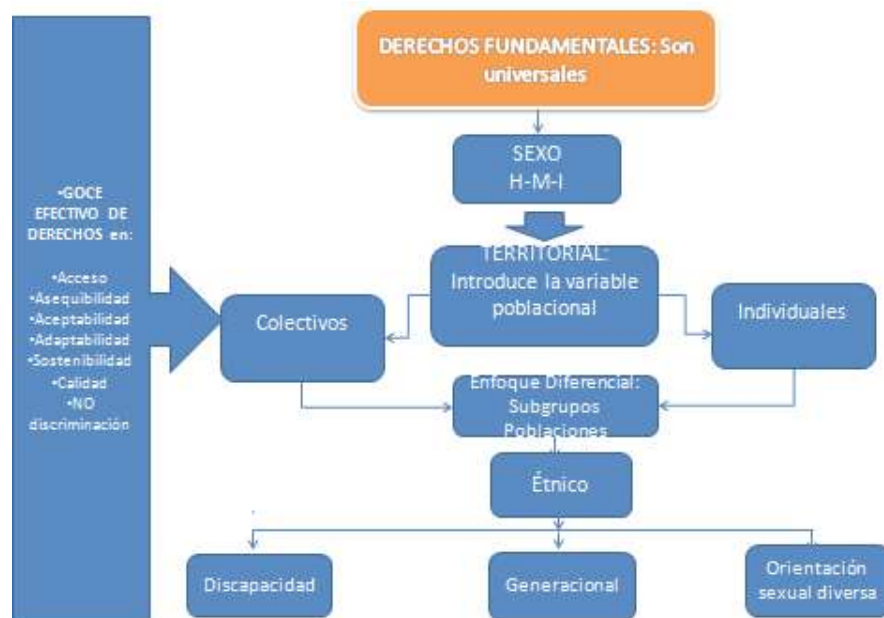 DERECHOS FUNDAMENTALES: Son
universales
SEXO
H-M-I
•GOCE
EFECTIVO DE
DERECHOS en:
•Acceso
•Asequibilidad
•Aceptabilidad
•Adaptabilidad
•Sostenibilidad
•Calidad
•NO
discriminación
TERRITORIAL:
Introduce la variable
poblacional
Colectivos
Individuales
Enfoque Diferencial:
Subgrupos
Poblaciones
Étnico
Discapacidad
Generacional
Orientación
sexual diversa